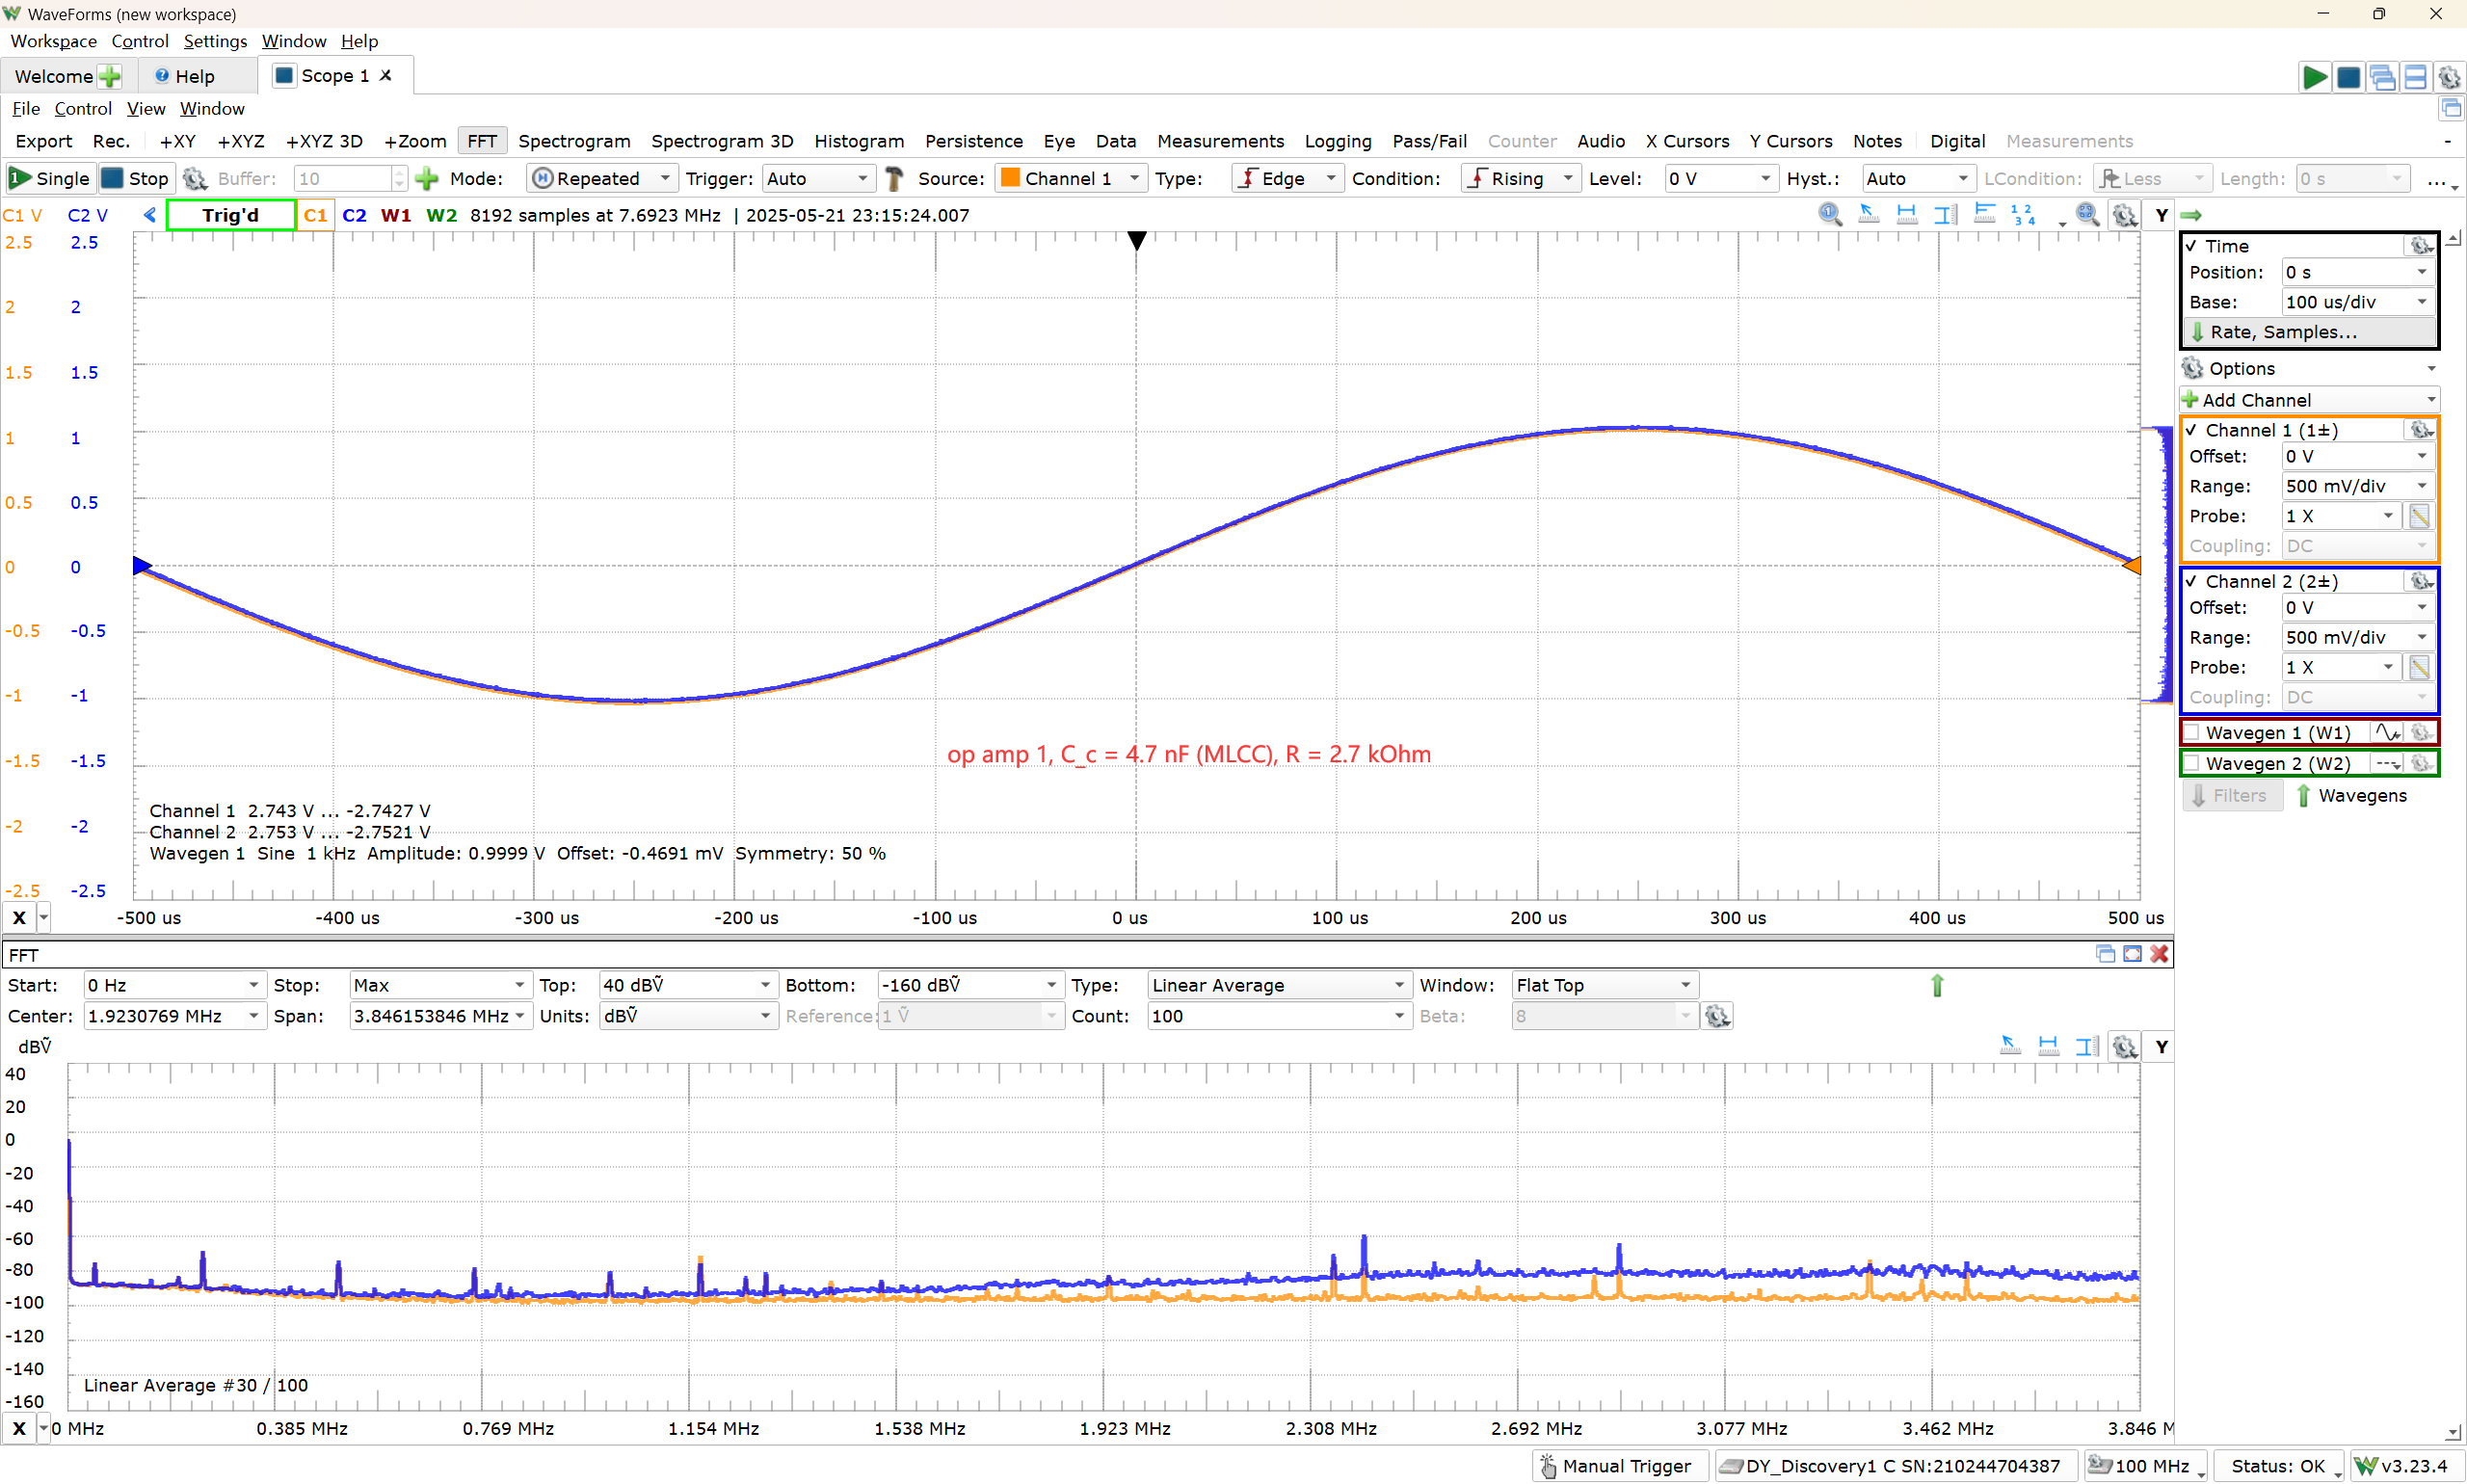 WaveForms (new workspace)
Workspace Control Settings Window Help
Welcome Help Scope 1 X
File Control View Window
Export Rec. +XY +XYZ +XYZ 3D +Zoom FFT Spectrogram Spectrogram 3D Histogram Persistence Eye Data Measurements Logging Pass/Fail Counter Audio X Cursors Y Cursors Notes Digital Measurements -
Single Stop Buffer: 10 Mode: Repeated Trigger: Auto Source: Channel 1 Type: Edge Condition: Rising Level: 0 V Hyst.: Auto LCondition: Less Length: 0 s ...
C1 V C2 V Trig'd C1 C2 W1 W2 8192 samples at 7.6923 MHz | 2025-05-21 23:15:24.007 Y
2.5 2.5
2 2
1.5 1.5
1 1
0.5 0.5
0 0
-0.5 -0.5
-1 -1
-1.5 -1.5
-2 -2
-2.5 -2.5
op amp 1, C_c = 4.7 nF (MLCC), R = 2.7 kOhm
Channel 1 2.743 V ... -2.7427 V
Channel 2 2.753 V ... -2.7521 V
Wavegen 1 Sine 1 kHz Amplitude: 0.9999 V Offset: -0.4691 mV Symmetry: 50 %
X -500 us -400 us -300 us -200 us -100 us 0 us 100 us 200 us 300 us 400 us 500 us
Time
Position: 0 s
Base: 100 us/div
Rate, Samples...
Options
Add Channel
Channel 1 (1±)
Offset: 0 V
Range: 500 mV/div
Probe: 1 X
Coupling: DC
Channel 2 (2±)
Offset: 0 V
Range: 500 mV/div
Probe: 1 X
Coupling: DC
Wavegen 1 (W1)
Wavegen 2 (W2)
Filters Wavegens
FFT
Start: 0 Hz Stop: Max Top: 40 dBṼ Bottom: -160 dBṼ Type: Linear Average Window: Flat Top
Center: 1.9230769 MHz Span: 3.846153846 MHz Units: dBṼ Reference: 1 Ṽ Count: 100 Beta: 8
dBṼ Y
40
20
0
-20
-40
-60
-80
-100
-120
-140
-160
Linear Average #30 / 100
X 0 MHz 0.385 MHz 0.769 MHz 1.154 MHz 1.538 MHz 1.923 MHz 2.308 MHz 2.692 MHz 3.077 MHz 3.462 MHz 3.846 M
Manual Trigger DY_Discovery1 C SN:210244704387 100 MHz Status: OK v3.23.4